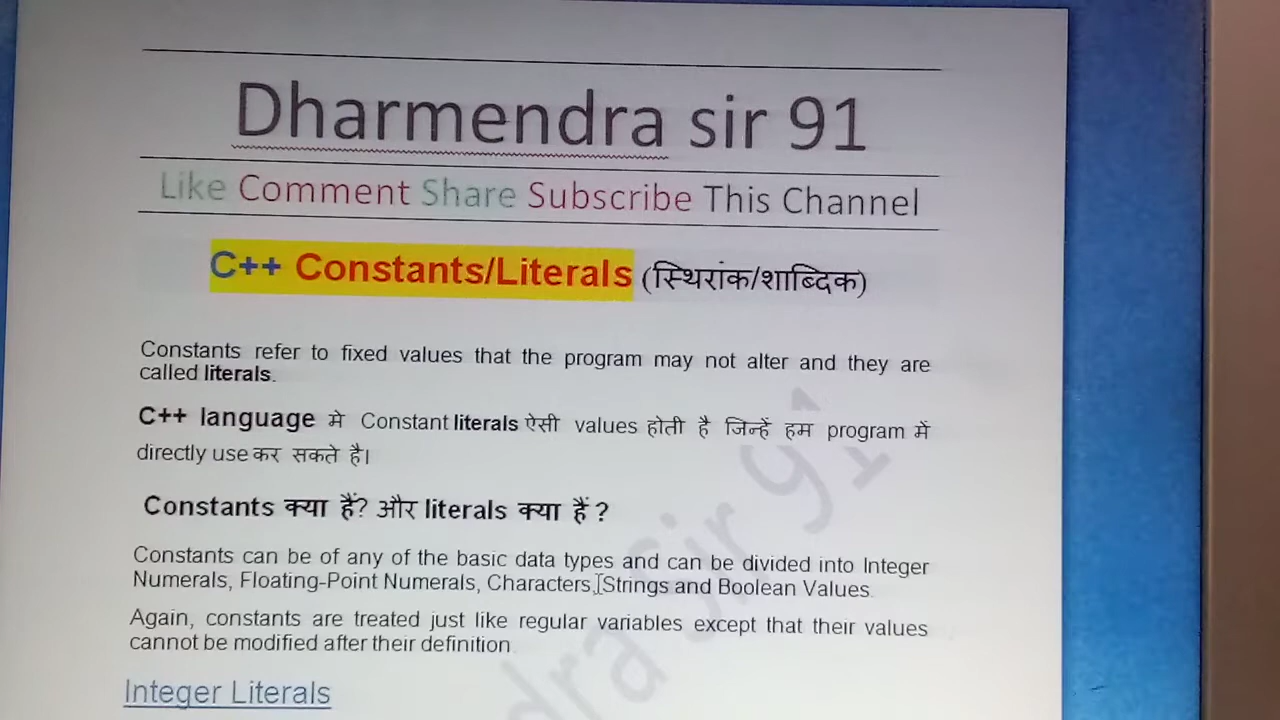 Dharmendra sir 91
Like Comment Share Subscribe This Channel
C++ Constants/Literals (स्थिरांक/शाब्दिक)
Constants refer to fixed values that the program may not alter and they are
called literals.
C++ language मे Constant literals ऐसी values होती है जिन्हें हम program में
directly use कर सकते है।
Constants क्या हैं? और literals क्या हैं ?
Constants can be of any of the basic data types and can be divided into Integer
Numerals, Floating-Point Numerals, Characters, Strings and Boolean Values.
Again, constants are treated just like regular variables except that their values
cannot be modified after their definition.
Integer Literals
dra Sir 91